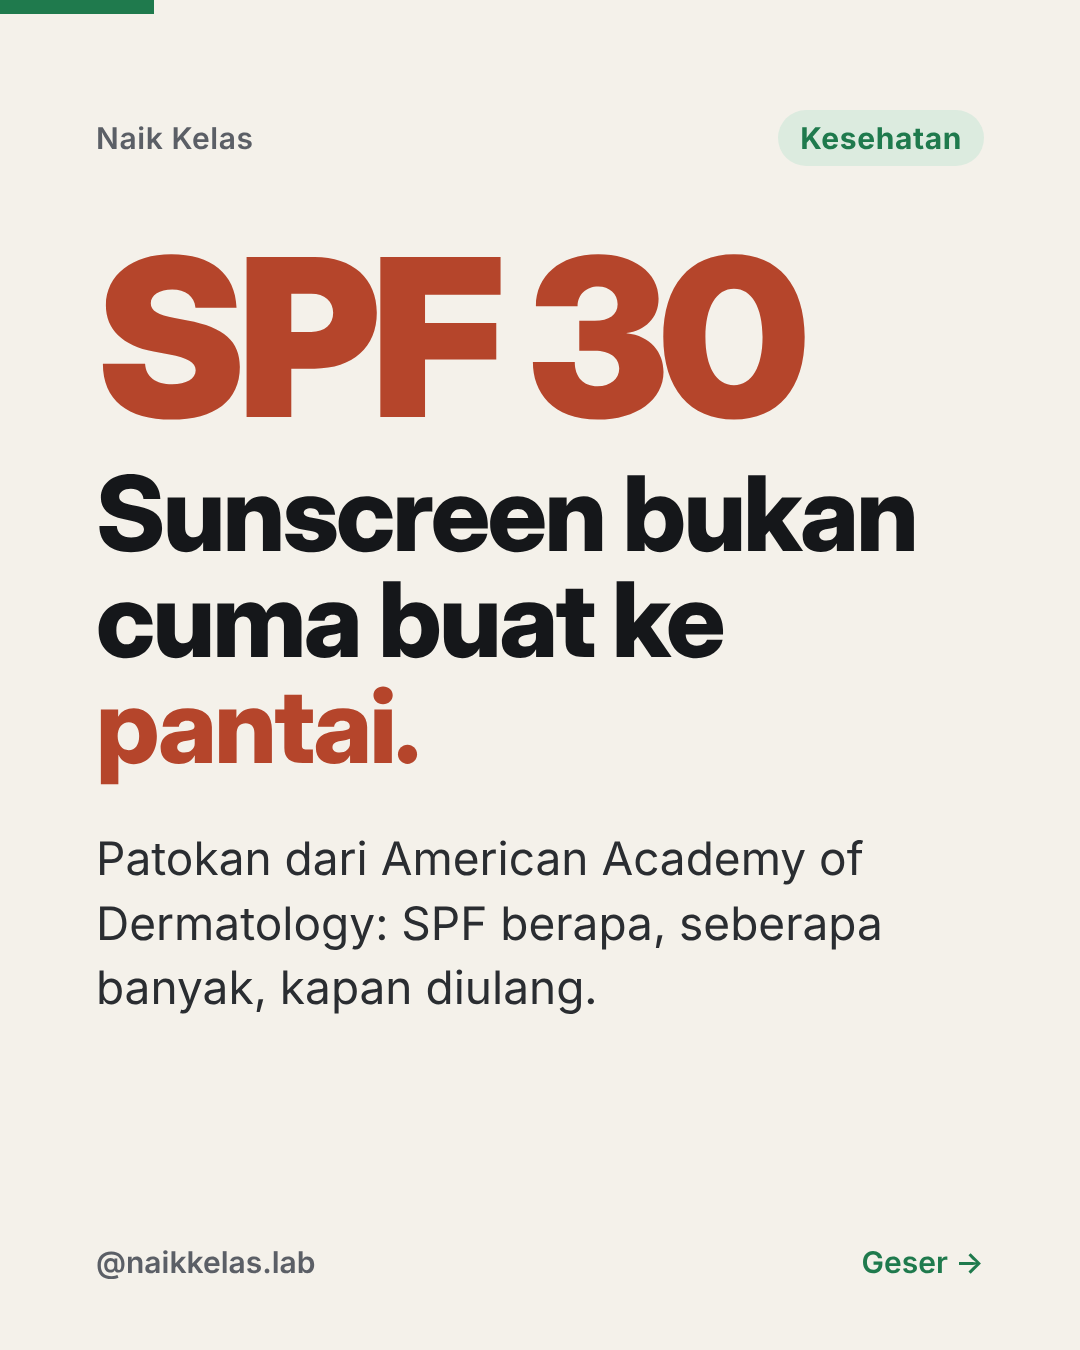 Naik Kelas
Kesehatan
SPF 30
Sunscreen bukan
cuma buat ke
pantai.
Patokan dari American Academy of
Dermatology: SPF berapa, seberapa
banyak, kapan diulang.
@naikkelas.lab
Geser →